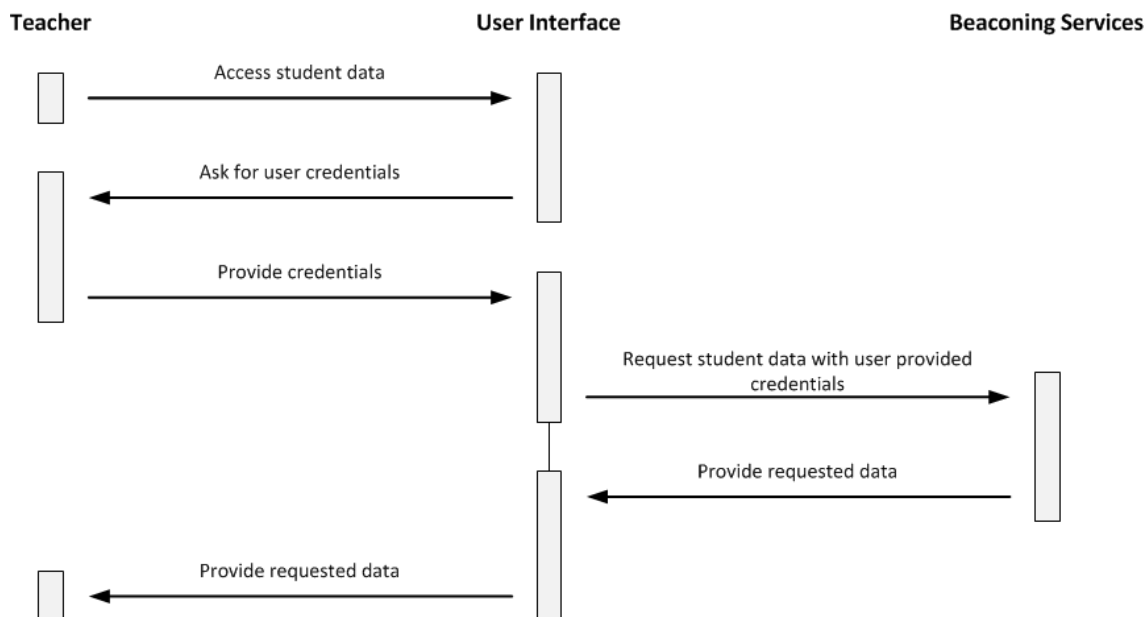 Teacher
User Interface
Beaconing Services
Access student data
Ask for user credentials
Provide credentials
Request student data with user provided
credentials
Provide requested data
Provide requested data